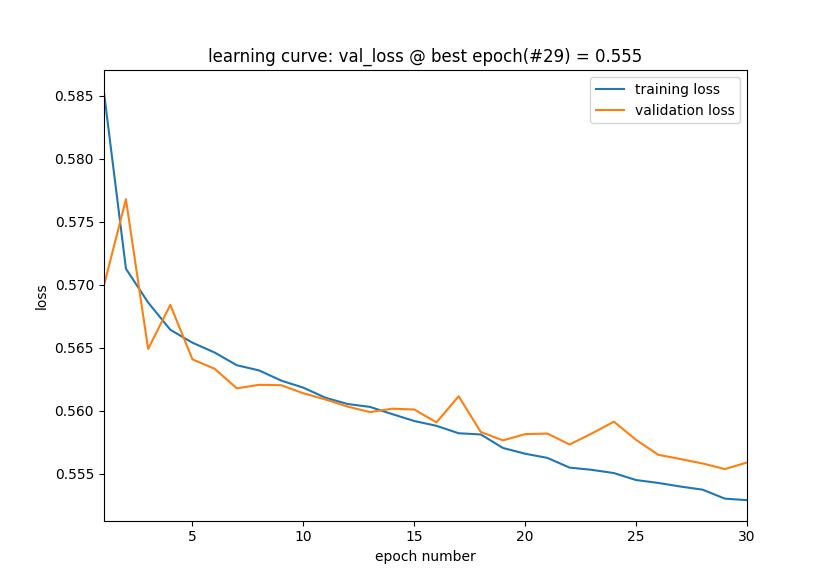 learning curve: val_loss @ best epoch(#29) = 0.555
training loss
validation loss
0.585
0.580
0.575
0.570
0.565
0.560
0.555
loss
5
10
15
20
25
30
epoch number